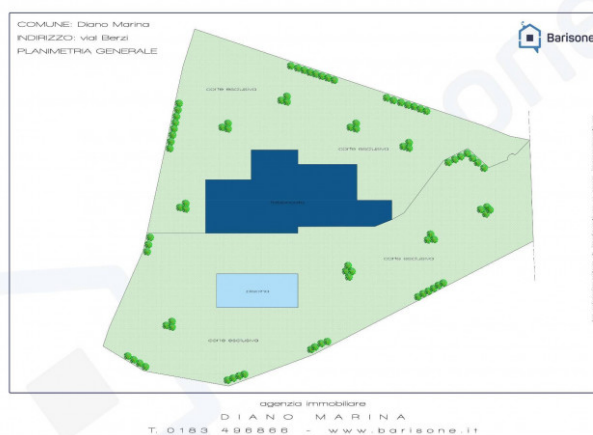 COMUNE: Diano Marina
INDIRIZZO: via Berzi
PLANIMETRIA GENERALE
Barisone
corte esclusiva
corte esclusiva
corte esclusiva
piscina
corte esclusiva
agenzia immobiliare
DIANO MARINA
T. 0183 496866 - www.barisone.it